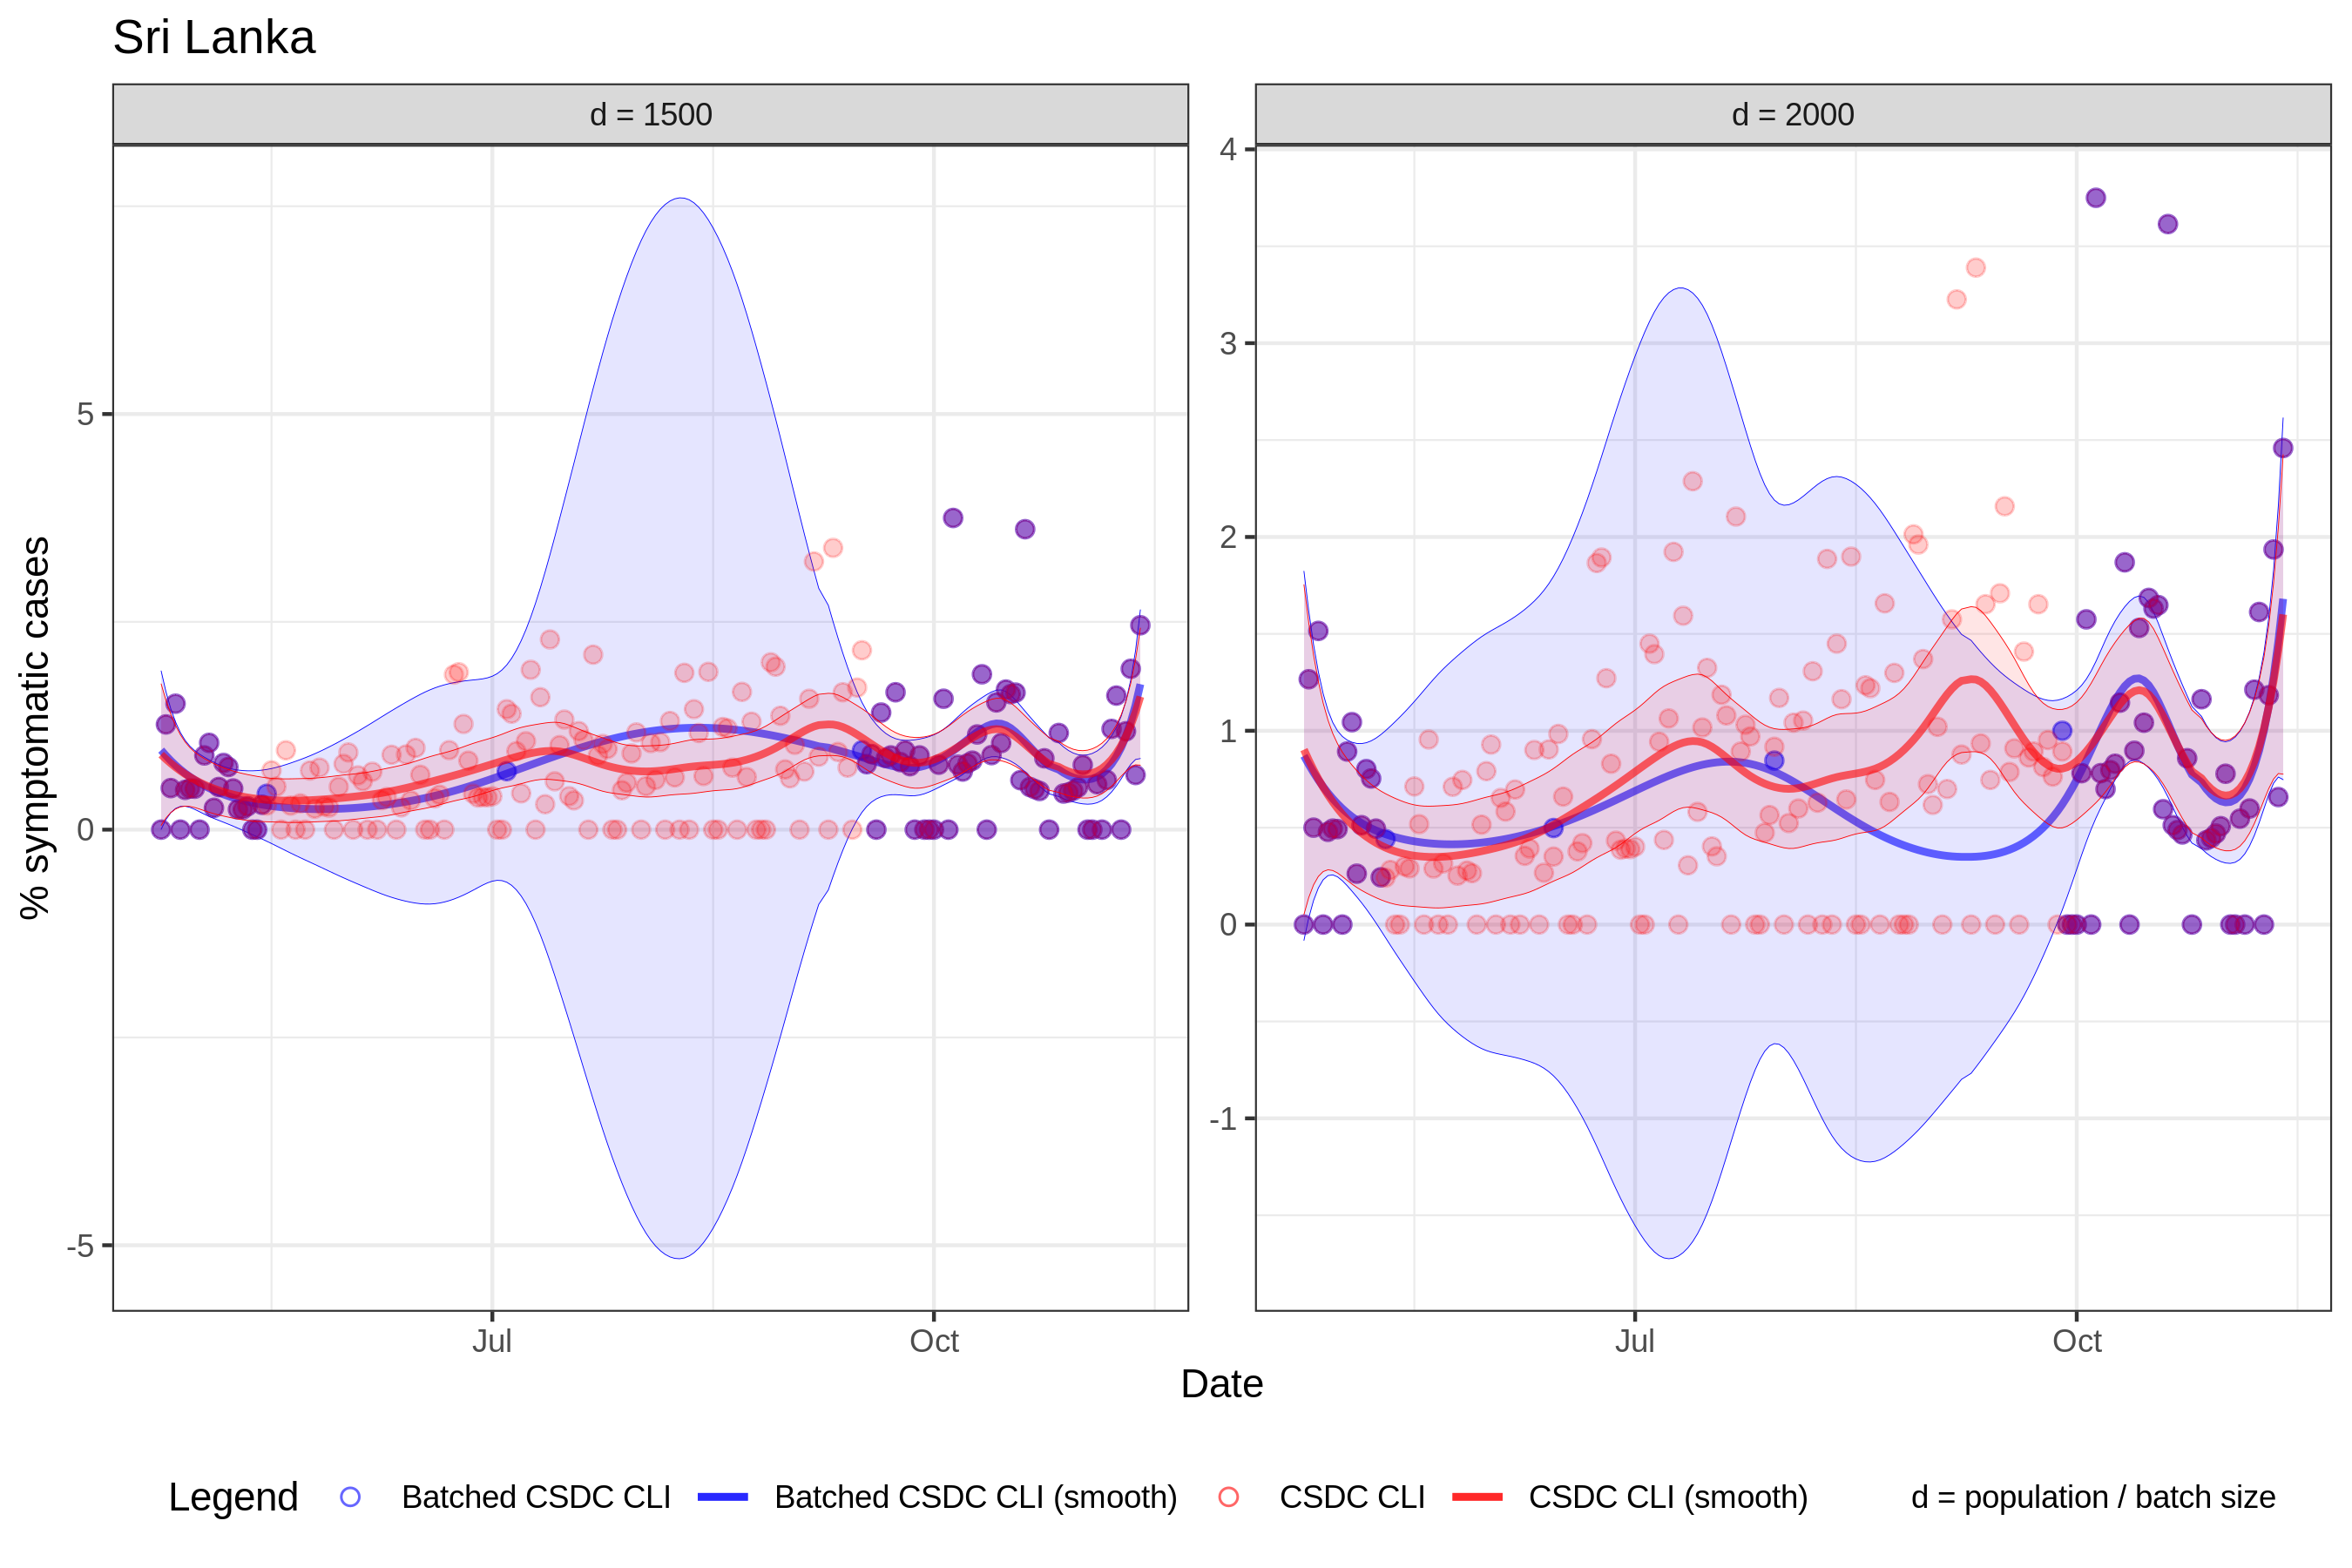 Sri Lanka
d = 1500
d = 2000
% symptomatic cases
5
0
-5
4
3
2
1
0
-1
Jul
Oct
Jul
Oct
Date
Legend
Batched CSDC CLI
Batched CSDC CLI (smooth)
CSDC CLI
CSDC CLI (smooth)
d = population / batch size